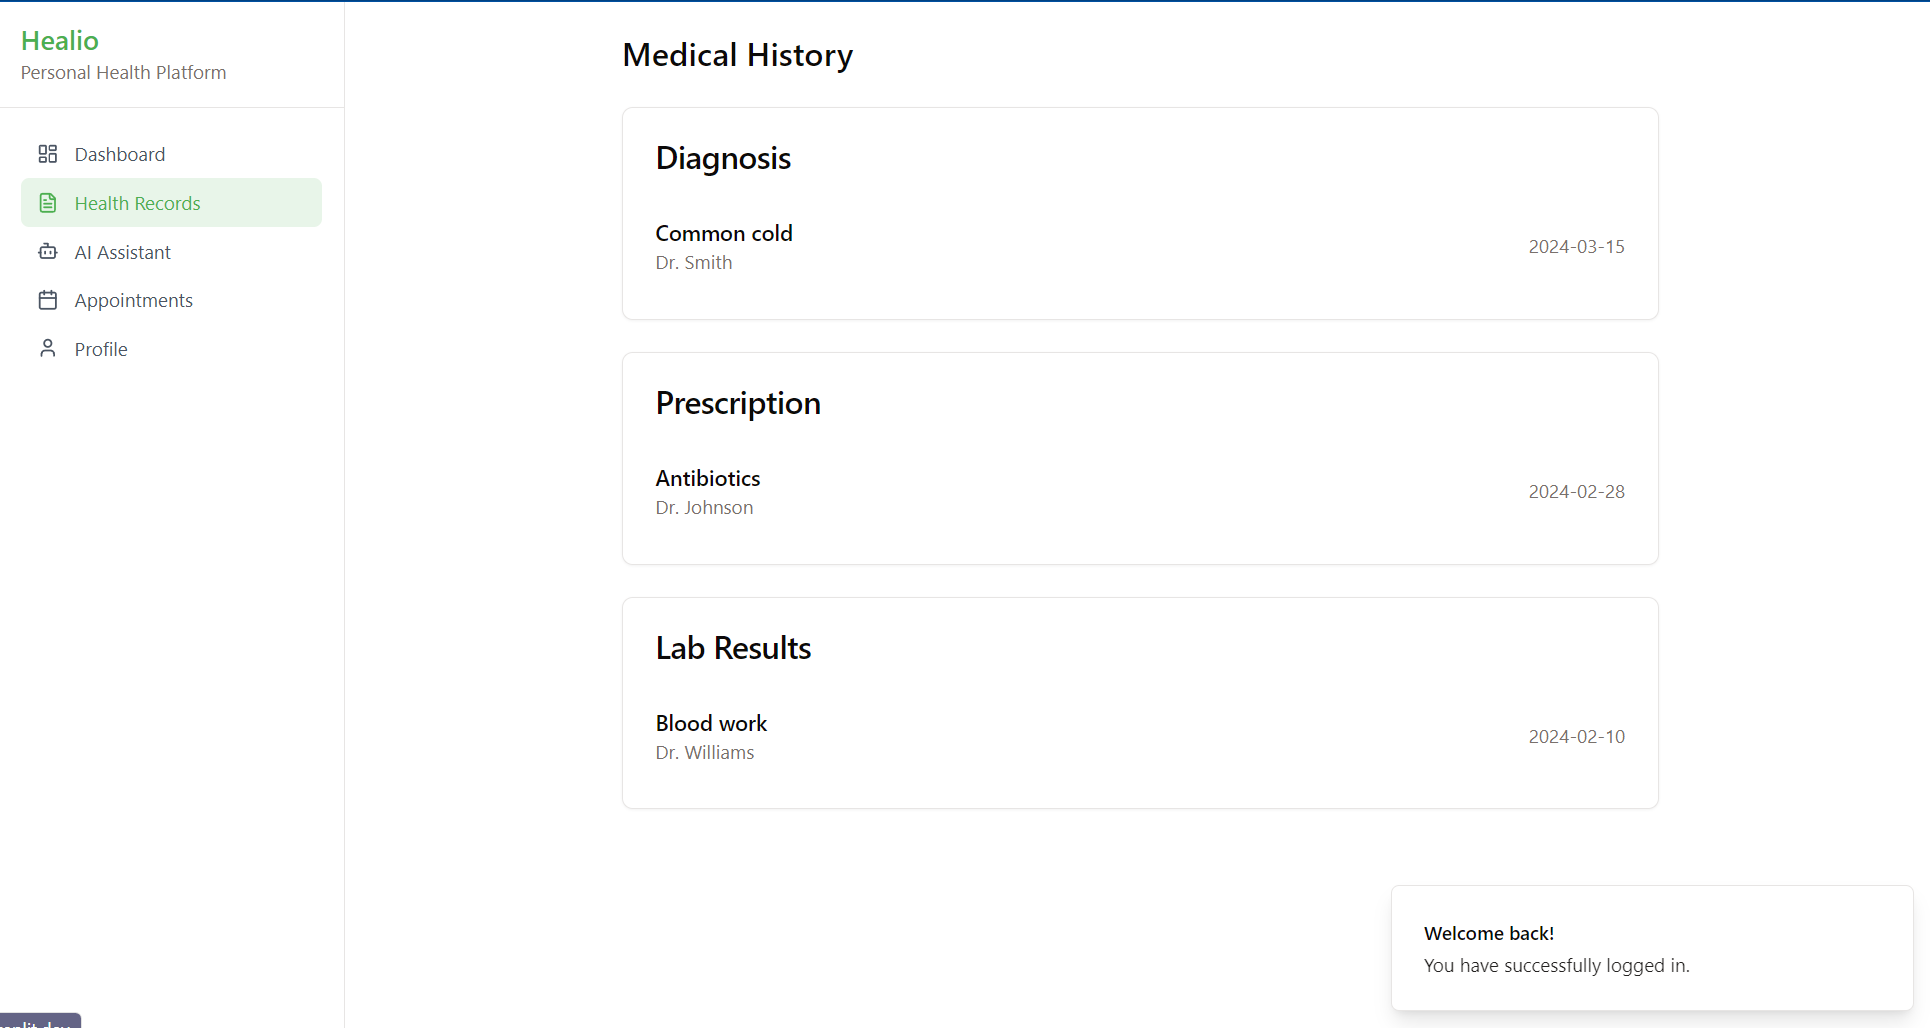 Healio
Personal Health Platform
Dashboard
Health Records
AI Assistant
Appointments
Profile
Medical History
Diagnosis
Common cold
Dr. Smith
2024-03-15
Prescription
Antibiotics
Dr. Johnson
2024-02-28
Lab Results
Blood work
Dr. Williams
2024-02-10
Welcome back!
You have successfully logged in.